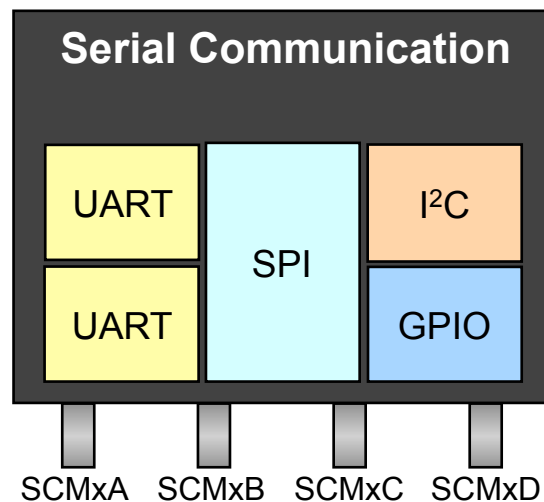 Serial Communication
UART
SPI
I²C
UART
GPIO
SCMxA SCMxB SCMxC SCMxD